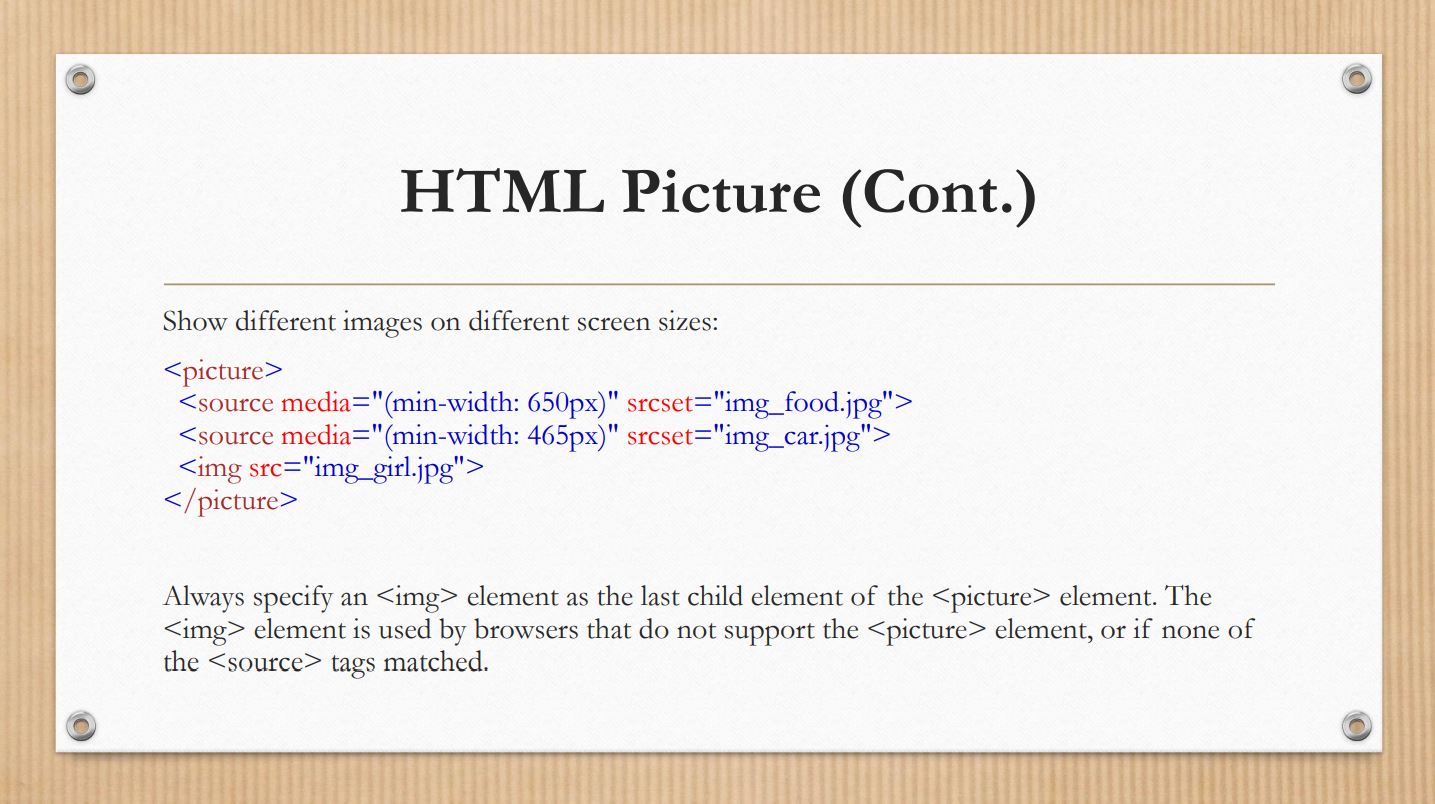 HTML Picture (Cont.)
Show different images on different screen sizes:
<picture>
  <source media="(min-width: 650px)" srcset="img_food.jpg">
  <source media="(min-width: 465px)" srcset="img_car.jpg">
  <img src="img_girl.jpg">
</picture>
Always specify an <img> element as the last child element of the <picture> element. The
<img> element is used by browsers that do not support the <picture> element, or if none of
the <source> tags matched.